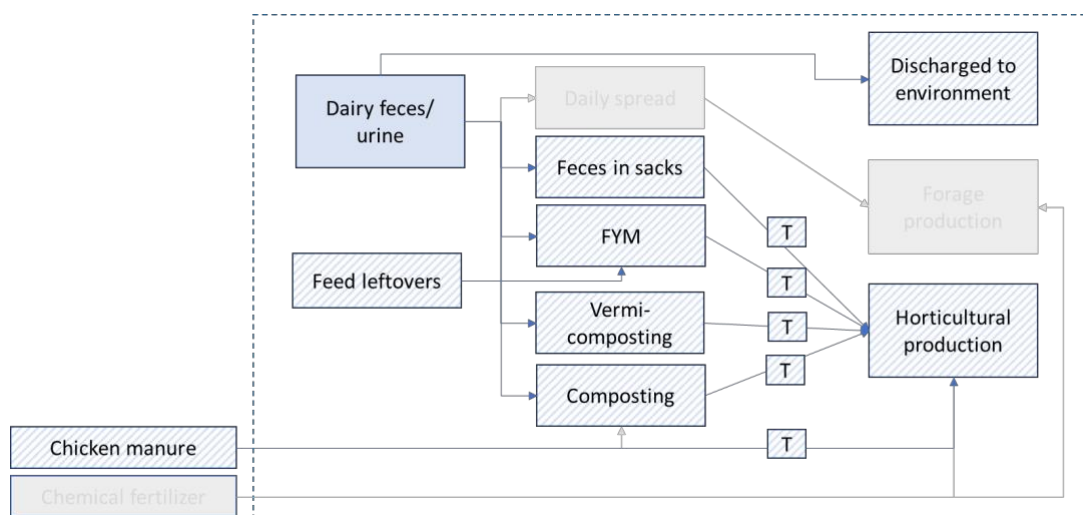 Dairy feces/
urine
Daily spread
Discharged to
environment
Feces in sacks
Forage
production
FYM
T
Feed leftovers
T
Vermi-
composting
T
Horticultural
production
Composting
T
Chicken manure
T
Chemical fertilizer